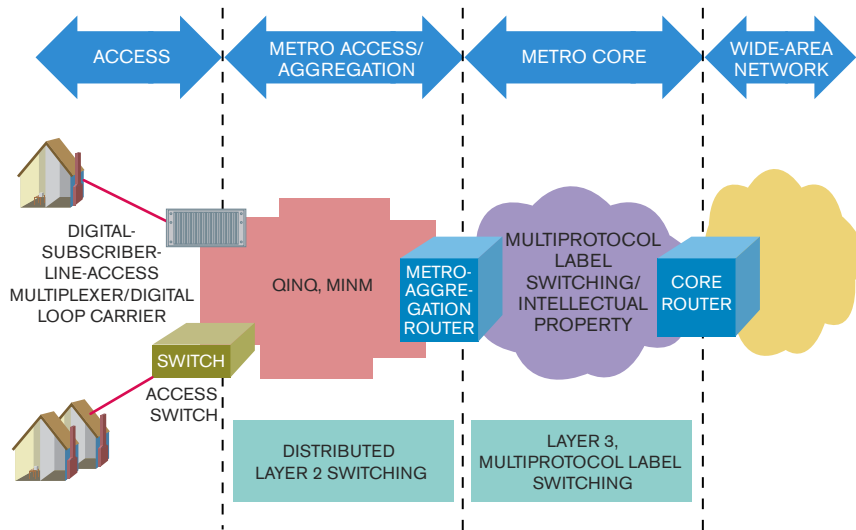 ACCESS
METRO ACCESS/
AGGREGATION
METRO CORE
WIDE-AREA
NETWORK
DIGITAL-
SUBSCRIBER-
LINE-ACCESS
MULTIPLEXER/DIGITAL
LOOP CARRIER
QINQ, MINM
METRO-
AGGRE-
GATION
ROUTER
MULTIPROTOCOL
LABEL
SWITCHING/
INTELLECTUAL
PROPERTY
CORE
ROUTER
SWITCH
ACCESS
SWITCH
DISTRIBUTED
LAYER 2 SWITCHING
LAYER 3,
MULTIPROTOCOL LABEL
SWITCHING